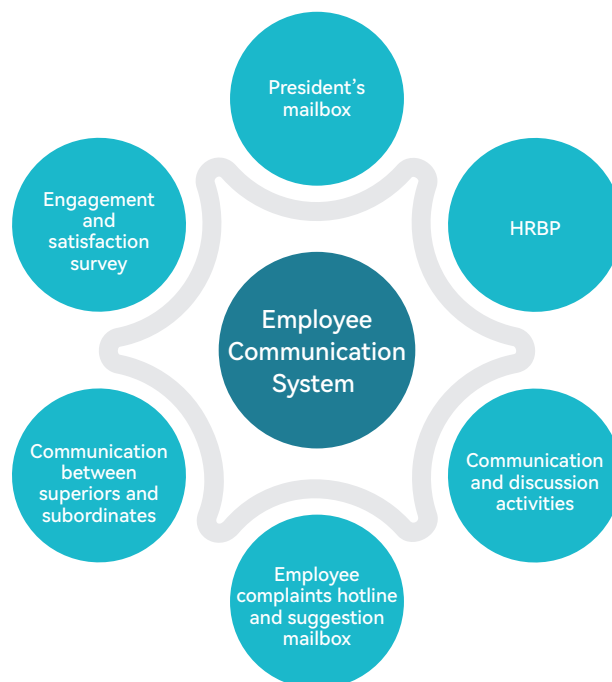 President’s
mailbox
Engagement
and
satisfaction
survey
HRBP
Employee
Communication
System
Communication
between
superiors and
subordinates
Communication
and discussion
activities
Employee
complaints hotline
and suggestion
mailbox